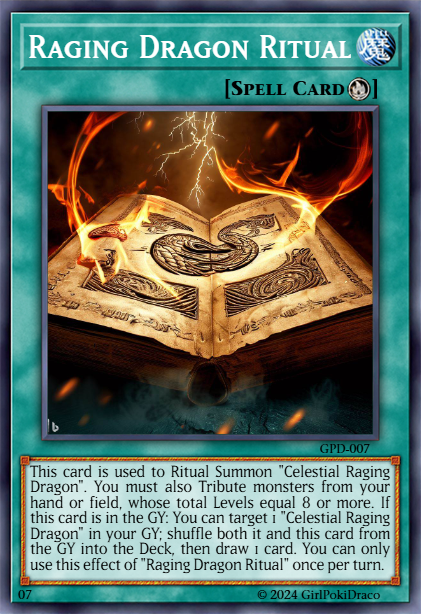 Raging Dragon Ritual
魔
[Spell Card]
GPD-007
This card is used to Ritual Summon "Celestial Raging
Dragon". You must also Tribute monsters from your
hand or field, whose total Levels equal 8 or more. If
this card is in the GY: You can target 1 "Celestial Raging
Dragon" in your GY; shuffle both it and this card from
the GY into the Deck, then draw 1 card. You can only
use this effect of "Raging Dragon Ritual" once per turn.
07
© 2024 GirlPokiDraco